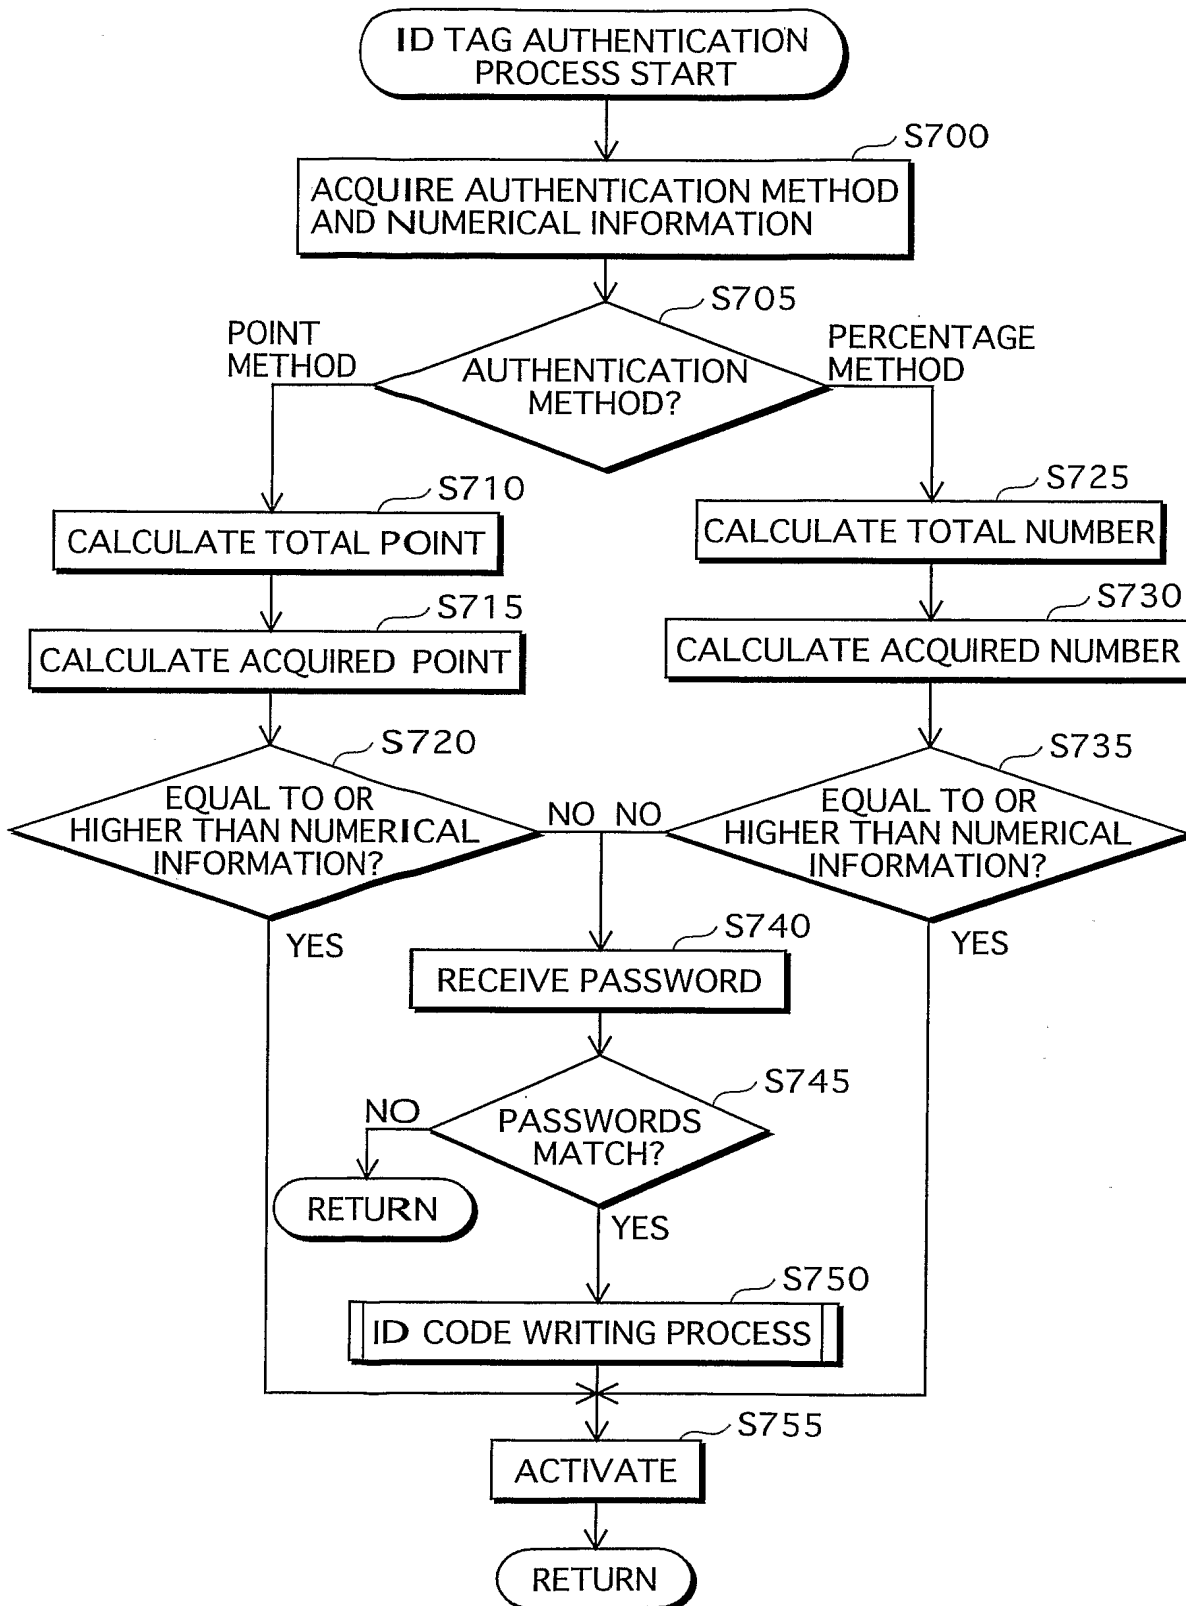 ID TAG AUTHENTICATION
PROCESS START
S700
ACQUIRE AUTHENTICATION METHOD
AND NUMERICAL INFORMATION
S705
POINT
METHOD
AUTHENTICATION
METHOD?
PERCENTAGE
METHOD
S710
CALCULATE TOTAL POINT
S725
CALCULATE TOTAL NUMBER
S715
CALCULATE ACQUIRED POINT
S730
CALCULATE ACQUIRED NUMBER
S720
EQUAL TO OR
HIGHER THAN NUMERICAL
INFORMATION?
NO NO
S735
EQUAL TO OR
HIGHER THAN NUMERICAL
INFORMATION?
YES
YES
S740
RECEIVE PASSWORD
S745
PASSWORDS
MATCH?
NO
RETURN
YES
S750
ID CODE WRITING PROCESS
S755
ACTIVATE
RETURN